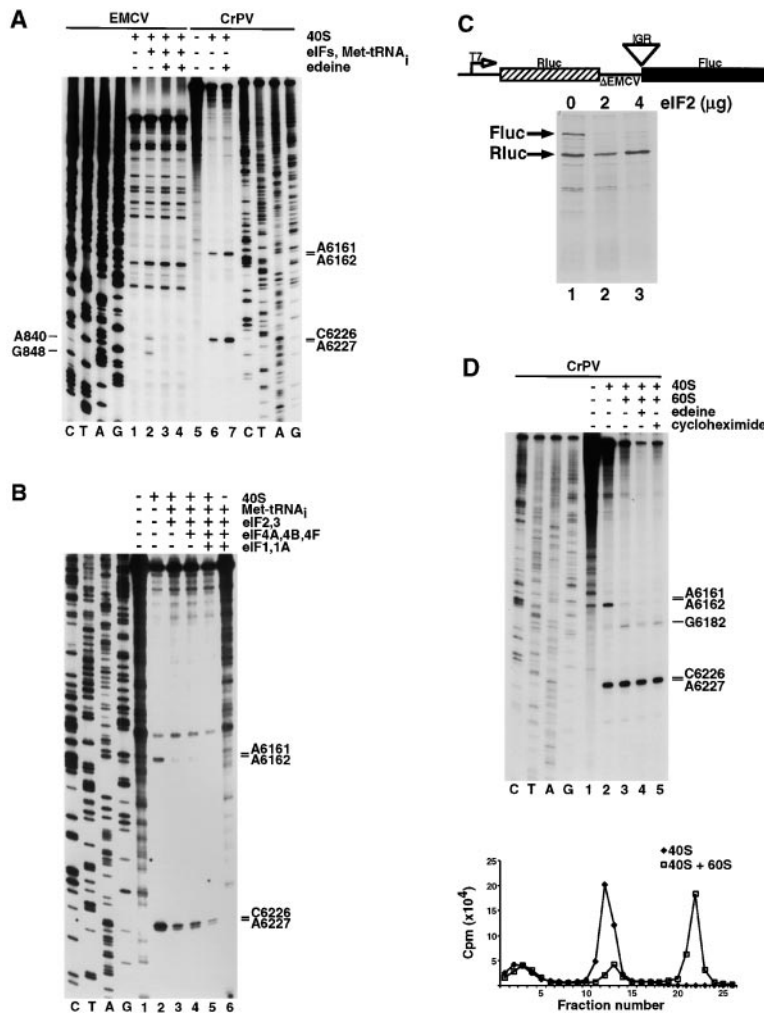 A
EMCV CrPV
- + + + + - + + 40S
- + + + eIFs, Met-tRNAi
- - + + - - + edeine
A6161
A6162
A840
G848
C6226
A6227
C T A G 1 2 3 4 5 6 7 C T A G
B
- + + + + - 40S
- - + + + + Met-tRNAi
- - + + + + eIF2,3
- - - + + + eIF4A,4B,4F
- - - - + + eIF1,1A
A6161
A6162
C6226
A6227
C T A G 1 2 3 4 5 6
C
IGR
T7 Rluc Fluc
ΔEMCV
0 2 4 eIF2 (μg)
Fluc
Rluc
1 2 3
D
CrPV
- + + + + 40S
- - + + + 60S
- - - + - edeine
- - - - + cycloheximide
A6161
A6162
G6182
C6226
A6227
C T A G 1 2 3 4 5
40S
40S + 60S
Cpm (x10⁴)
25
20
15
10
5
5 10 15 20 25
Fraction number